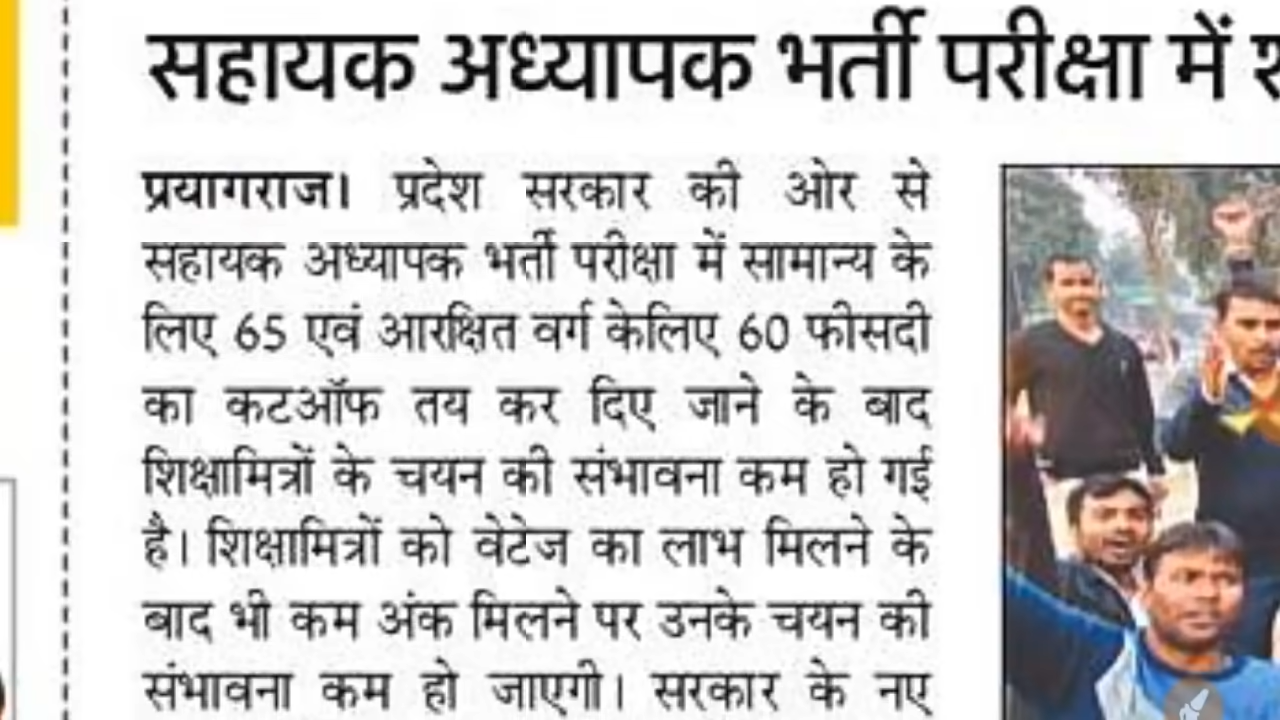 सहायक अध्यापक भर्ती परीक्षा में
प्रयागराज। प्रदेश सरकार की ओर से
सहायक अध्यापक भर्ती परीक्षा में सामान्य के
लिए 65 एवं आरक्षित वर्ग केलिए 60 फीसदी
का कटऑफ तय कर दिए जाने के बाद
शिक्षामित्रों के चयन की संभावना कम हो गई
है। शिक्षामित्रों को वेटेज का लाभ मिलने के
बाद भी कम अंक मिलने पर उनके चयन की
संभावना कम हो जाएगी। सरकार के नए